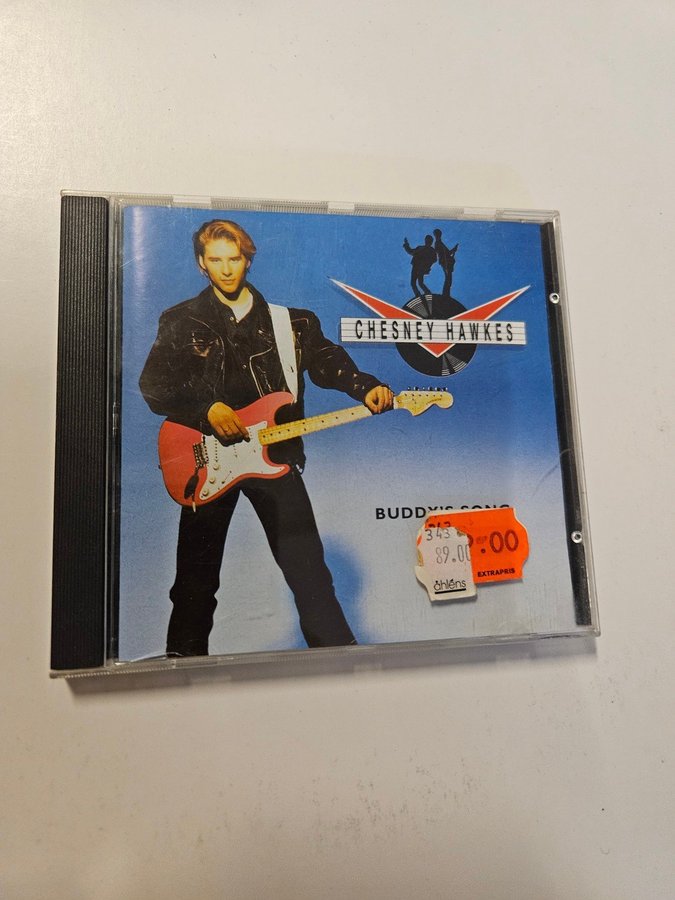 CHESNEY HAWKES
BUDDY'S SONG
343
89.00
:00
EXTRAPRIS
åhléns